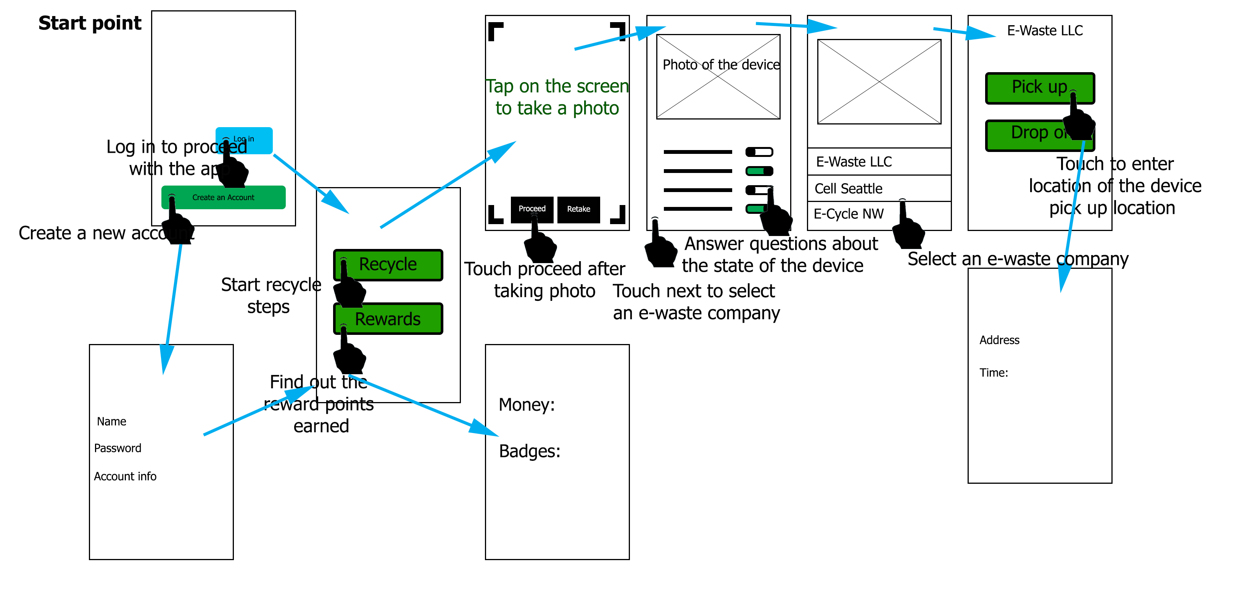 Start point
Log in
Log in to proceed
with the app
Create an Account
Create a new account
Name
Password
Account info
Recycle
Start recycle
steps
Rewards
Find out the
reward points
earned
Money:
Badges:
Tap on the screen
to take a photo
Proceed
Retake
Touch proceed after
taking photo
Photo of the device
Answer questions about
the state of the device
Touch next to select
an e-waste company
E-Waste LLC
Cell Seattle
E-Cycle NW
Select an e-waste company
E-Waste LLC
Pick up
Drop
Touch to enter
location of the device
pick up location
Address
Time: